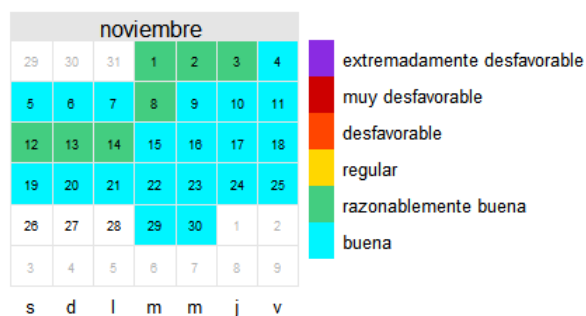 noviembre
29 30 31 1 2 3 4
5 6 7 8 9 10 11
12 13 14 15 16 17 18
19 20 21 22 23 24 25
26 27 28 29 30 1 2
3 4 5 6 7 8 9
s d l m m j v
extremadamente desfavorable
muy desfavorable
desfavorable
regular
razonablemente buena
buena